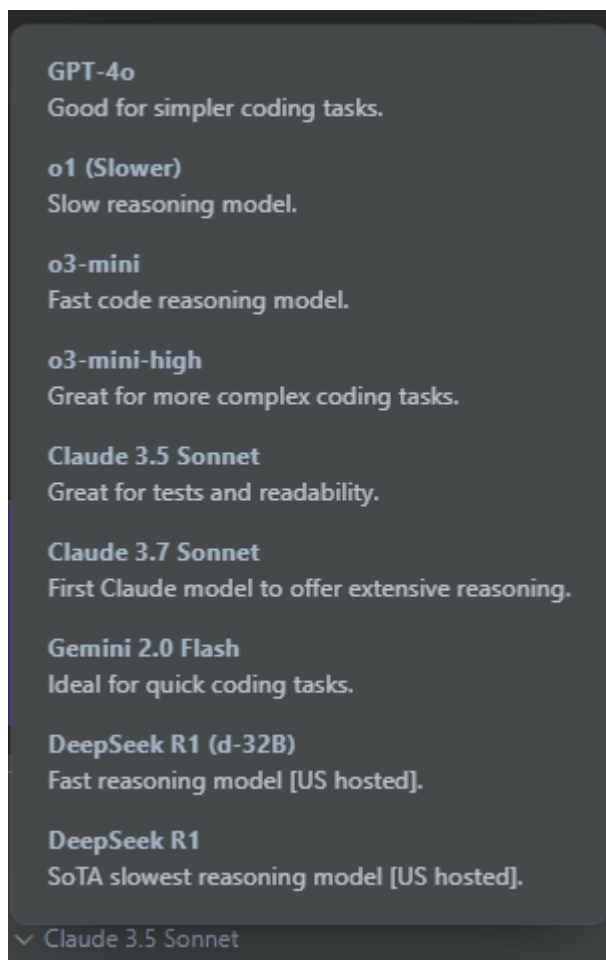 GPT-4o
Good for simpler coding tasks.
o1 (Slower)
Slow reasoning model.
o3-mini
Fast code reasoning model.
o3-mini-high
Great for more complex coding tasks.
Claude 3.5 Sonnet
Great for tests and readability.
Claude 3.7 Sonnet
First Claude model to offer extensive reasoning.
Gemini 2.0 Flash
Ideal for quick coding tasks.
DeepSeek R1 (d-32B)
Fast reasoning model [US hosted].
DeepSeek R1
SoTA slowest reasoning model [US hosted].
Claude 3.5 Sonnet